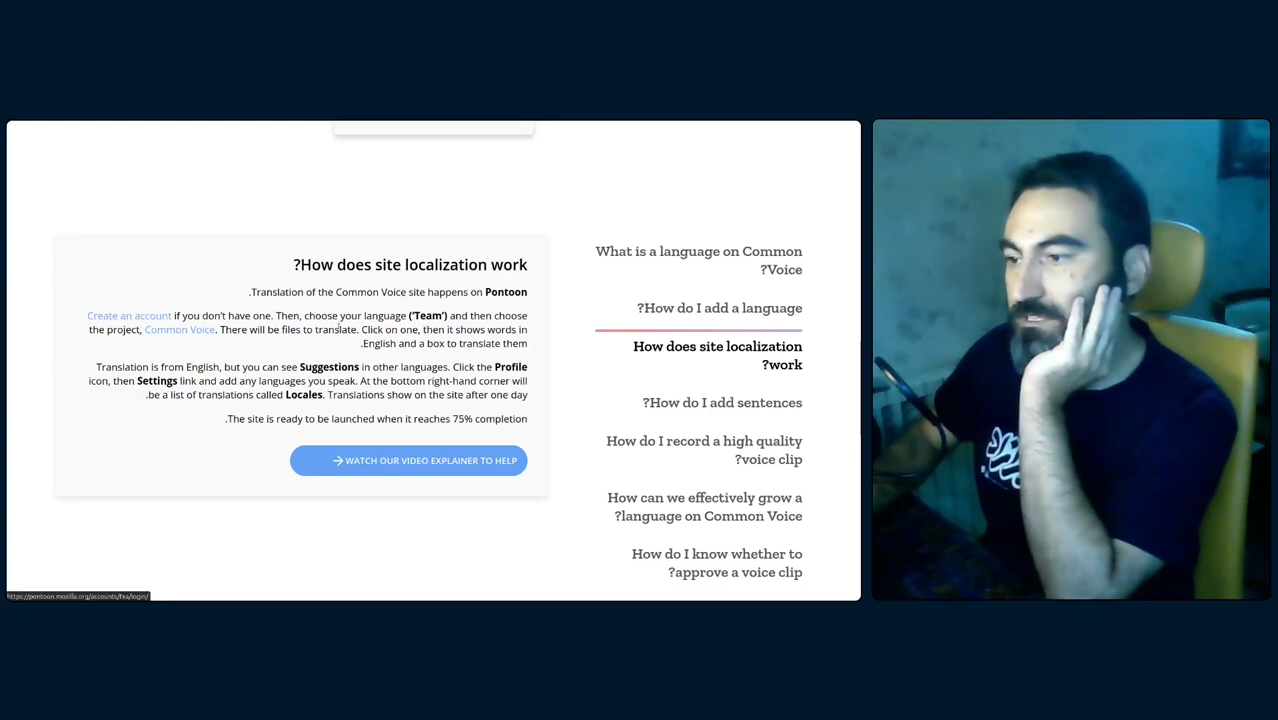 ?How does site localization work
.Translation of the Common Voice site happens on Pontoon
Create an account if you don't have one. Then, choose your language ('Team') and then choose
the project, Common Voice. There will be files to translate. Click on one, then it shows words in
.English and a box to translate them
Translation is from English, but you can see Suggestions in other languages. Click the Profile
icon, then Settings link and add any languages you speak. At the bottom right-hand corner will
.be a list of translations called Locales. Translations show on the site after one day
.The site is ready to be launched when it reaches 75% completion
→WATCH OUR VIDEO EXPLAINER TO HELP
What is a language on Common
?Voice
?How do I add a language
How does site localization
?work
?How do I add sentences
How do I record a high quality
?voice clip
How can we effectively grow a
?language on Common Voice
How do I know whether to
?approve a voice clip
https://pontoon.mozilla.org/accounts/fxa/login/